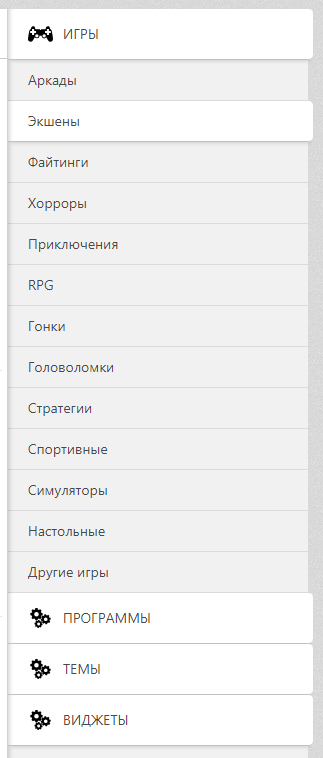 ИГРЫ
Аркады
Экшены
Файтинги
Хорроры
Приключения
RPG
Гонки
Головоломки
Стратегии
Спортивные
Симуляторы
Настольные
Другие игры
ПРОГРАММЫ
ТЕМЫ
ВИДЖЕТЫ